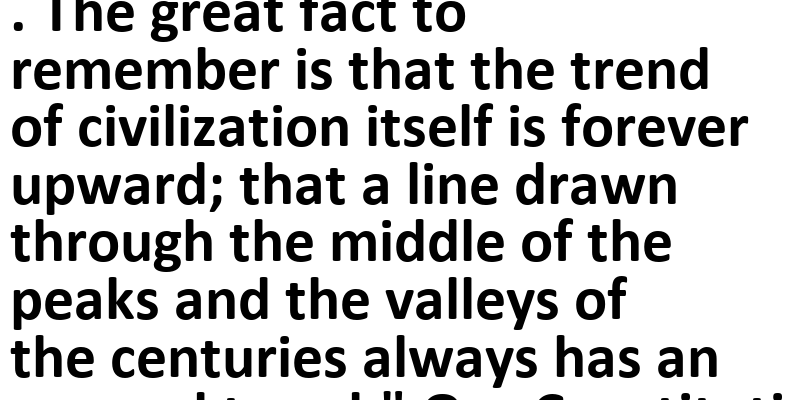 . The great fact to
remember is that the trend
of civilization itself is forever
upward; that a line drawn
through the middle of the
peaks and the valleys of
the centuries always has an